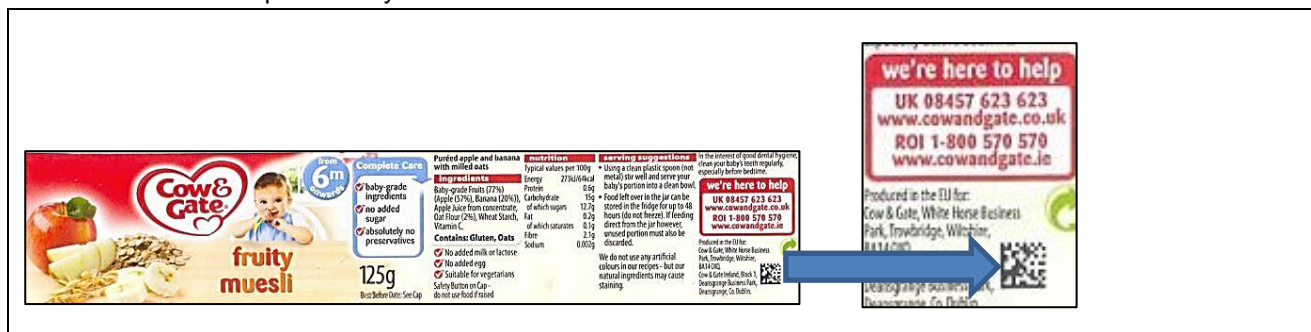 Cow&
Gate
from
6m
onwards
fruity
muesli
Complete Care
baby-grade
ingredients
no added
sugar
absolutely no
preservatives
125g
Best Before Date: See Cap
Puréed apple and banana
with milled oats
ingredients
Baby-grade Fruits (77%)
(Apple (57%), Banana (20%)),
Apple Juice from concentrate,
Oat Flour (2%), Wheat Starch,
Vitamin C.
Contains: Gluten, Oats
No added milk or lactose
No added egg
Suitable for vegetarians
Safety Button on Cap -
do not use food if raised
nutrition
Typical values per 100g
Energy 273kJ/64kcal
Protein 0.6g
Carbohydrate 15g
of which sugars 12.7g
Fat 0.2g
of which saturates 0.1g
Fibre 2.1g
Sodium 0.002g
serving suggestions
• Using a clean plastic spoon (not
metal) stir well and serve your
baby's portion into a clean bowl.
• Food left over in the jar can be
stored in the fridge for up to 48
hours (do not freeze). If feeding
direct from the jar however,
unused portion must also be
discarded.
We do not use any artificial
colours in our recipes - but our
natural ingredients may cause
staining.
In the interest of good dental hygiene,
clean your baby's teeth regularly,
especially before bedtime.
we're here to help
UK 08457 623 623
www.cowandgate.co.uk
ROI 1-800 570 570
www.cowandgate.ie
Produced in the EU for:
Cow & Gate, White Horse Business
Park, Trowbridge, Wiltshire,
BA14 0XQ.
Cow & Gate Ireland, Block 1,
Deansgrange Business Park,
Deansgrange, Co. Dublin.
we're here to help
UK 08457 623 623
www.cowandgate.co.uk
ROI 1-800 570 570
www.cowandgate.ie
Produced in the EU for:
Cow & Gate, White Horse Business
Park, Trowbridge, Wiltshire,
BA14 0XQ
Deansgrange Business Park,
Deansgrange, Co. Dublin.